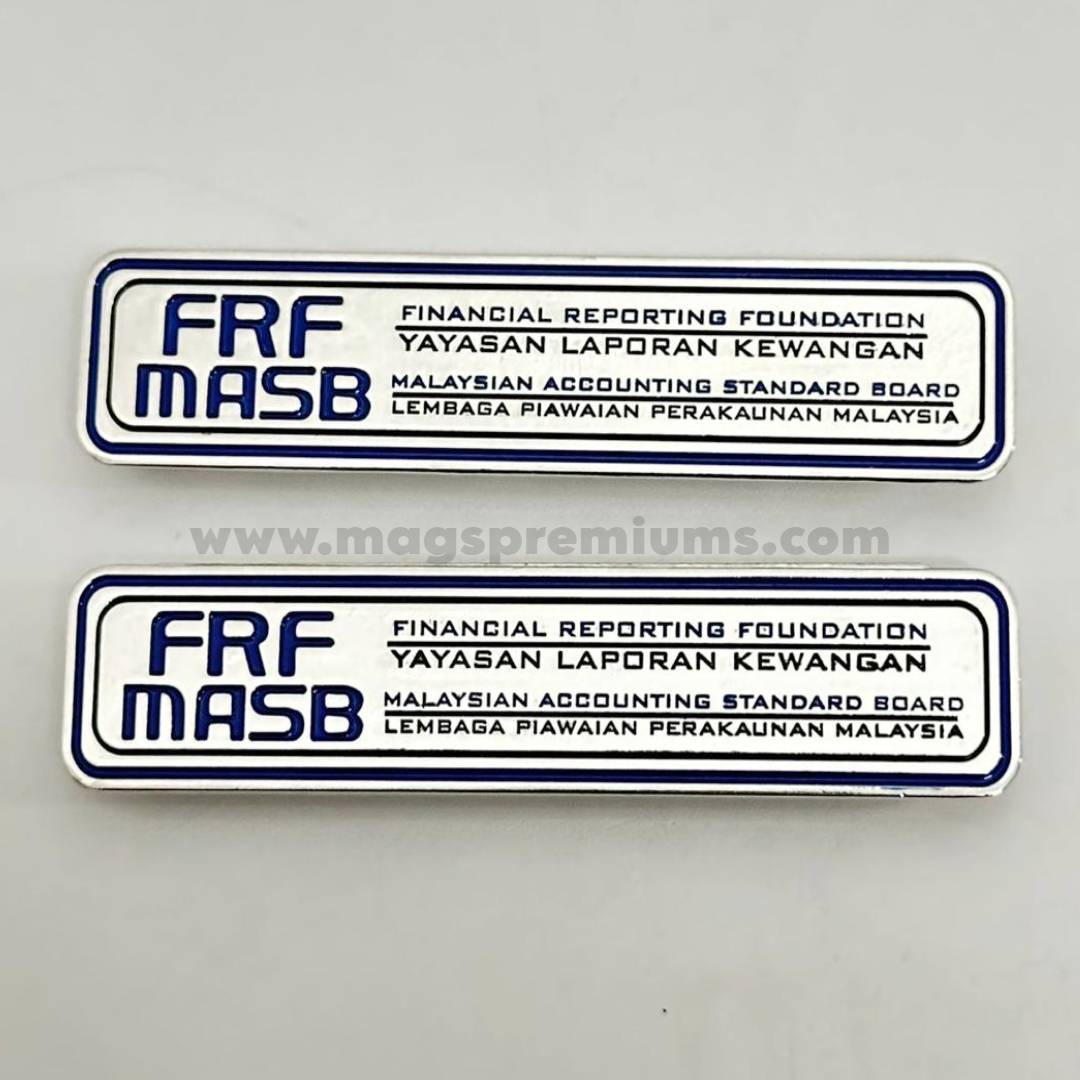 FRF
MASB
FINANCIAL REPORTING FOUNDATION
YAYASAN LAPORAN KEWANGAN
MALAYSIAN ACCOUNTING STANDARD BOARD
LEMBAGA PIAWAIAN PERAKAUNAN MALAYSIA
www.magspremiums.com
FRF
MASB
FINANCIAL REPORTING FOUNDATION
YAYASAN LAPORAN KEWANGAN
MALAYSIAN ACCOUNTING STANDARD BOARD
LEMBAGA PIAWAIAN PERAKAUNAN MALAYSIA